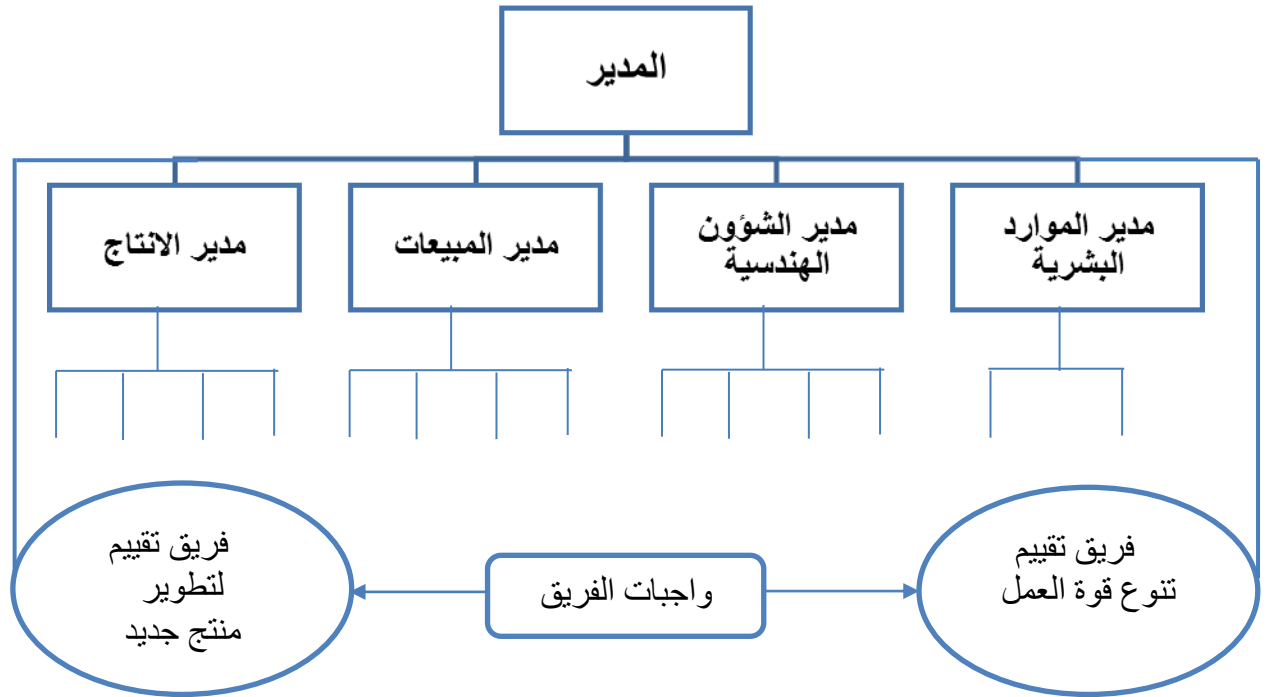 المدير
مدير الموارد
البشرية
مدير الشؤون
الهندسية
مدير المبيعات
مدير الانتاج
فريق تقييم
تنوع قوة العمل
واجبات الفريق
فريق تقييم
لتطوير
منتج جديد